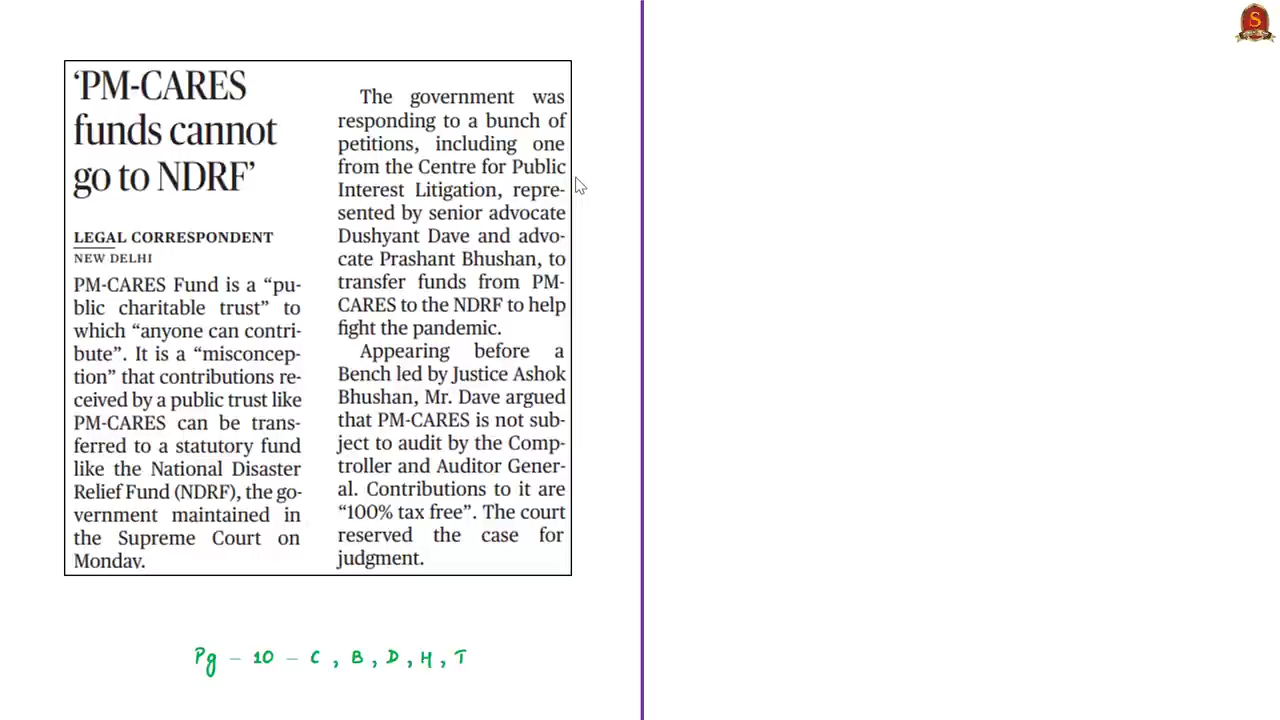 ‘PM-CARES
funds cannot
go to NDRF’
LEGAL CORRESPONDENT
NEW DELHI
PM-CARES Fund is a “pu-
blic charitable trust” to
which “anyone can contri-
bute”. It is a “misconcep-
tion” that contributions re-
ceived by a public trust like
PM-CARES can be trans-
ferred to a statutory fund
like the National Disaster
Relief Fund (NDRF), the go-
vernment maintained in
the Supreme Court on
Monday.
The government was
responding to a bunch of
petitions, including one
from the Centre for Public
Interest Litigation, repre-
sented by senior advocate
Dushyant Dave and advo-
cate Prashant Bhushan, to
transfer funds from PM-
CARES to the NDRF to help
fight the pandemic.
Appearing before a
Bench led by Justice Ashok
Bhushan, Mr. Dave argued
that PM-CARES is not sub-
ject to audit by the Comp-
troller and Auditor Gener-
al. Contributions to it are
“100% tax free”. The court
reserved the case for
judgment.
Pg - 10 - C, B, D, H, T
S